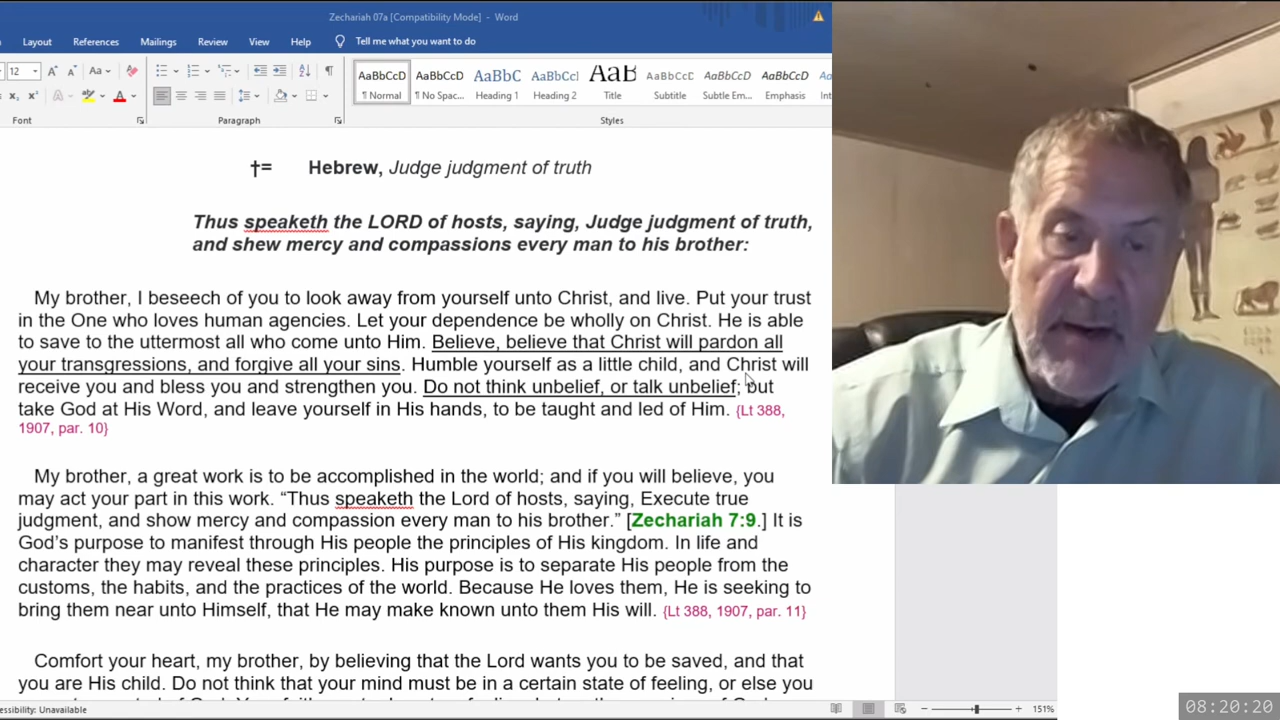 Zechariah 07a [Compatibility Mode] - Word
Layout References Mailings Review View Help Tell me what you want to do
12 Aa AaBbCcD AaBbCcD AaBbC AaBbCcI AaB AaBbCcD AaBbCcD AaBbCcD
¶ Normal ¶ No Spac... Heading 1 Heading 2 Title Subtitle Subtle Em... Emphasis
Font Paragraph Styles
†= Hebrew, Judge judgment of truth
Thus speaketh the LORD of hosts, saying, Judge judgment of truth,
and shew mercy and compassions every man to his brother:
My brother, I beseech of you to look away from yourself unto Christ, and live. Put your trust
in the One who loves human agencies. Let your dependence be wholly on Christ. He is able
to save to the uttermost all who come unto Him. Believe, believe that Christ will pardon all
your transgressions, and forgive all your sins. Humble yourself as a little child, and Christ will
receive you and bless you and strengthen you. Do not think unbelief, or talk unbelief; but
take God at His Word, and leave yourself in His hands, to be taught and led of Him. {Lt 388,
1907, par. 10}
My brother, a great work is to be accomplished in the world; and if you will believe, you
may act your part in this work. “Thus speaketh the Lord of hosts, saying, Execute true
judgment, and show mercy and compassion every man to his brother.” [Zechariah 7:9.] It is
God’s purpose to manifest through His people the principles of His kingdom. In life and
character they may reveal these principles. His purpose is to separate His people from the
customs, the habits, and the practices of the world. Because He loves them, He is seeking to
bring them near unto Himself, that He may make known unto them His will. {Lt 388, 1907, par. 11}
Comfort your heart, my brother, by believing that the Lord wants you to be saved, and that
you are His child. Do not think that your mind must be in a certain state of feeling, or else you
ssibility: Unavailable 151%
08:20:20